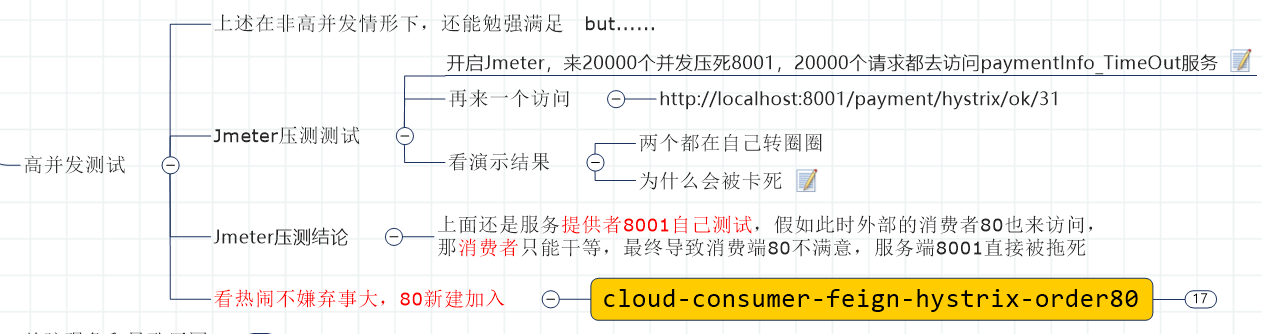 上述在非高并发情形下，还能勉强满足 but……
开启Jmeter，来20000个并发压死8001，20000个请求都去访问paymentInfo_TimeOut服务
再来一个访问
http://localhost:8001/payment/hystrix/ok/31
Jmeter压测测试
看演示结果
两个都在自己转圈圈
为什么会被卡死
高并发测试
Jmeter压测结论
上面还是服务提供者8001自己测试，假如此时外部的消费者80也来访问，
那消费者只能干等，最终导致消费端80不满意，服务端8001直接被拖死
看热闹不嫌弃事大，80新建加入
cloud-consumer-feign-hystrix-order80
17